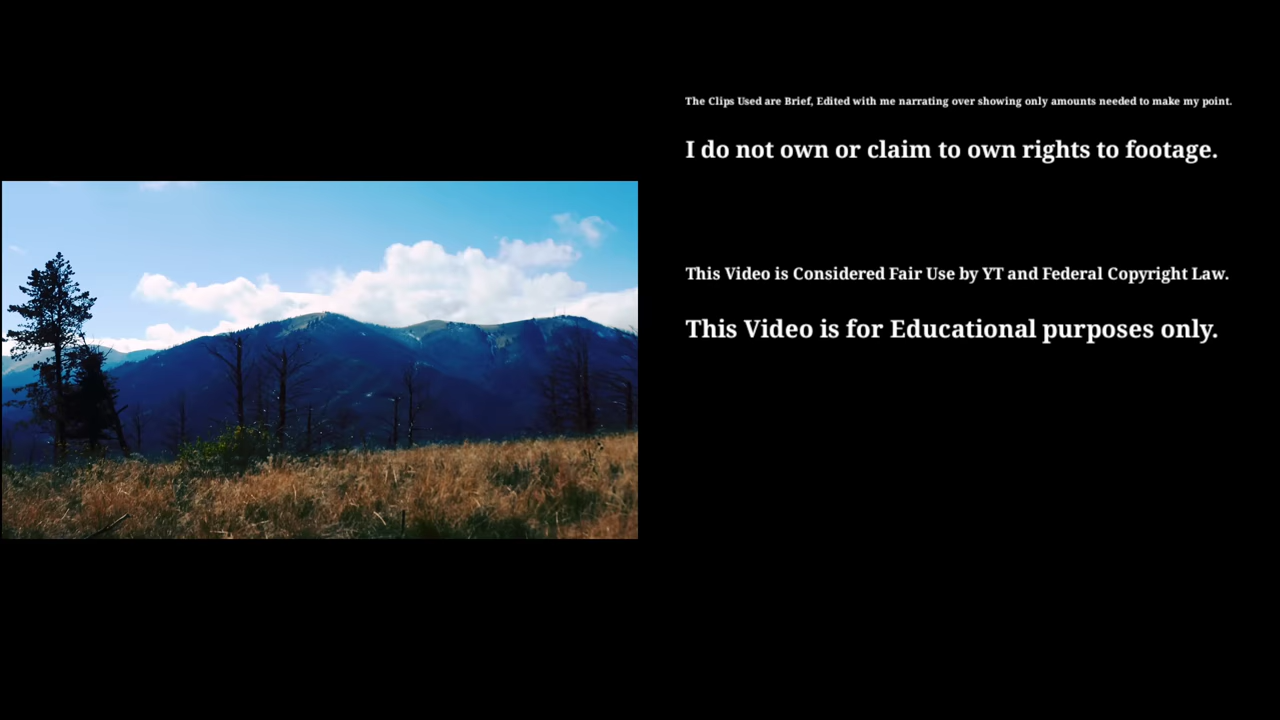 The Clips Used are Brief, Edited with me narrating over showing only amounts needed to make my point.
I do not own or claim to own rights to footage.
This Video is Considered Fair Use by YT and Federal Copyright Law.
This Video is for Educational purposes only.